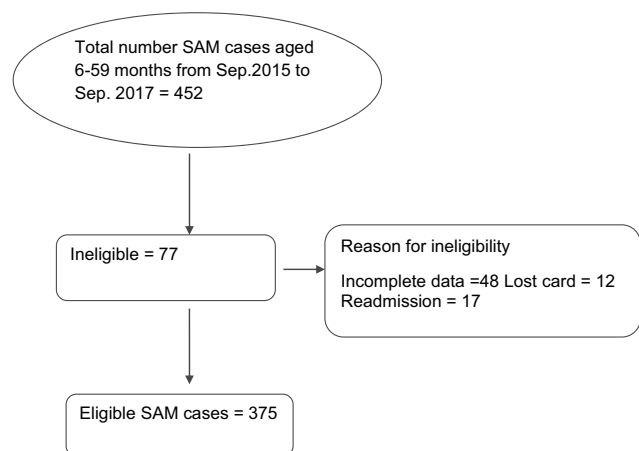 Total number SAM cases aged
6-59 months from Sep.2015 to
Sep. 2017 = 452
Ineligible = 77
Reason for ineligibility
Incomplete data =48 Lost card = 12
Readmission = 17
Eligible SAM cases = 375